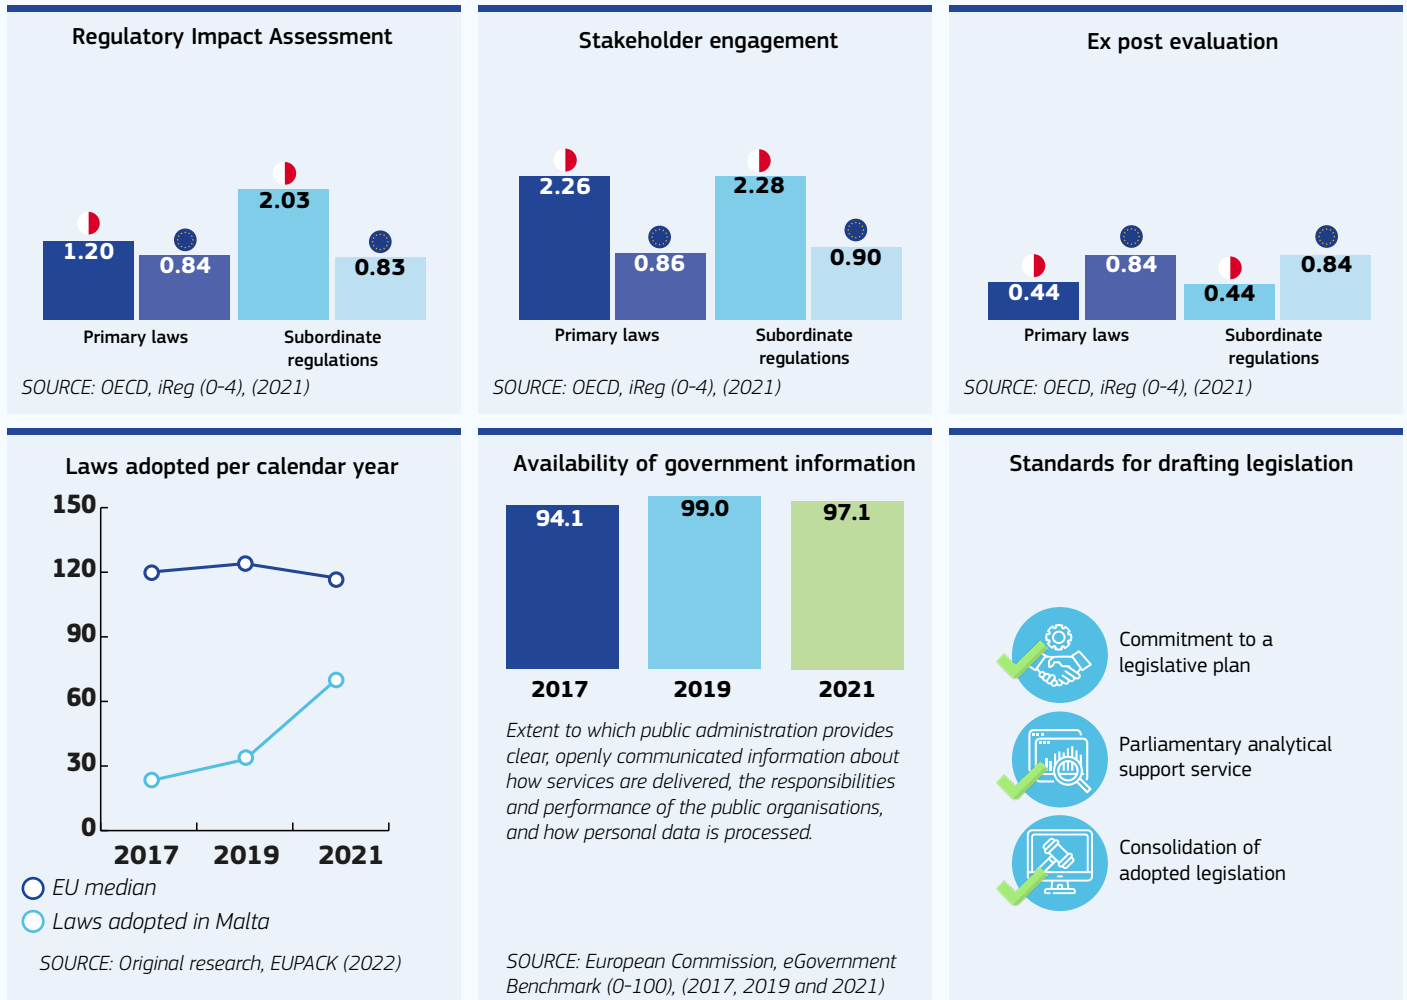 Regulatory Impact Assessment
1.20
0.84
2.03
0.83
Primary laws
Subordinate
regulations
SOURCE: OECD, iReg (0-4), (2021)
Stakeholder engagement
2.26
0.86
2.28
0.90
Primary laws
Subordinate
regulations
SOURCE: OECD, iReg (0-4), (2021)
Ex post evaluation
0.44
0.84
0.44
0.84
Primary laws
Subordinate
regulations
SOURCE: OECD, iReg (0-4), (2021)
Laws adopted per calendar year
150
120
90
60
30
0
2017 2019 2021
EU median
Laws adopted in Malta
SOURCE: Original research, EUPACK (2022)
Availability of government information
94.1
99.0
97.1
2017 2019 2021
Extent to which public administration provides
clear, openly communicated information about
how services are delivered, the responsibilities
and performance of the public organisations,
and how personal data is processed.
SOURCE: European Commission, eGovernment
Benchmark (0-100), (2017, 2019 and 2021)
Standards for drafting legislation
Commitment to a
legislative plan
Parliamentary analytical
support service
Consolidation of
adopted legislation